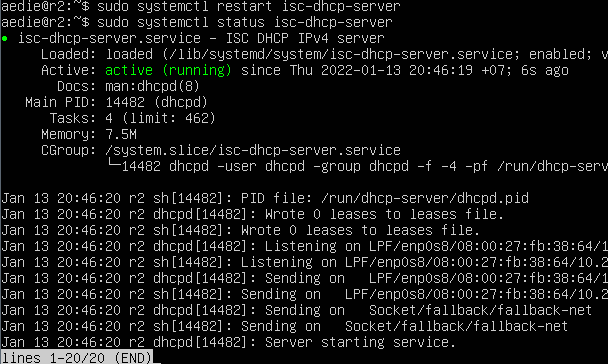 aedie@r2:~$ sudo systemctl restart isc-dhcp-server
aedie@r2:~$ sudo systemctl status isc-dhcp-server
● isc-dhcp-server.service – ISC DHCP IPv4 server
Loaded: loaded (/lib/systemd/system/isc-dhcp-server.service; enabled; v
Active: active (running) since Thu 2022-01-13 20:46:19 +07; 6s ago
Docs: man:dhcpd(8)
Main PID: 14482 (dhcpd)
Tasks: 4 (limit: 462)
Memory: 7.5M
CGroup: /system.slice/isc-dhcp-server.service
└─14482 dhcpd -user dhcpd -group dhcpd -f -4 -pf /run/dhcp-serv
Jan 13 20:46:20 r2 sh[14482]: PID file: /run/dhcp-server/dhcpd.pid
Jan 13 20:46:20 r2 dhcpd[14482]: Wrote 0 leases to leases file.
Jan 13 20:46:20 r2 sh[14482]: Wrote 0 leases to leases file.
Jan 13 20:46:20 r2 dhcpd[14482]: Listening on LPF/enp0s8/08:00:27:fb:38:64/1
Jan 13 20:46:20 r2 sh[14482]: Listening on LPF/enp0s8/08:00:27:fb:38:64/10.2
Jan 13 20:46:20 r2 dhcpd[14482]: Sending on   LPF/enp0s8/08:00:27:fb:38:64/1
Jan 13 20:46:20 r2 sh[14482]: Sending on   LPF/enp0s8/08:00:27:fb:38:64/10.2
Jan 13 20:46:20 r2 dhcpd[14482]: Sending on   Socket/fallback/fallback-net
Jan 13 20:46:20 r2 sh[14482]: Sending on   Socket/fallback/fallback-net
Jan 13 20:46:20 r2 dhcpd[14482]: Server starting service.
lines 1-20/20 (END)